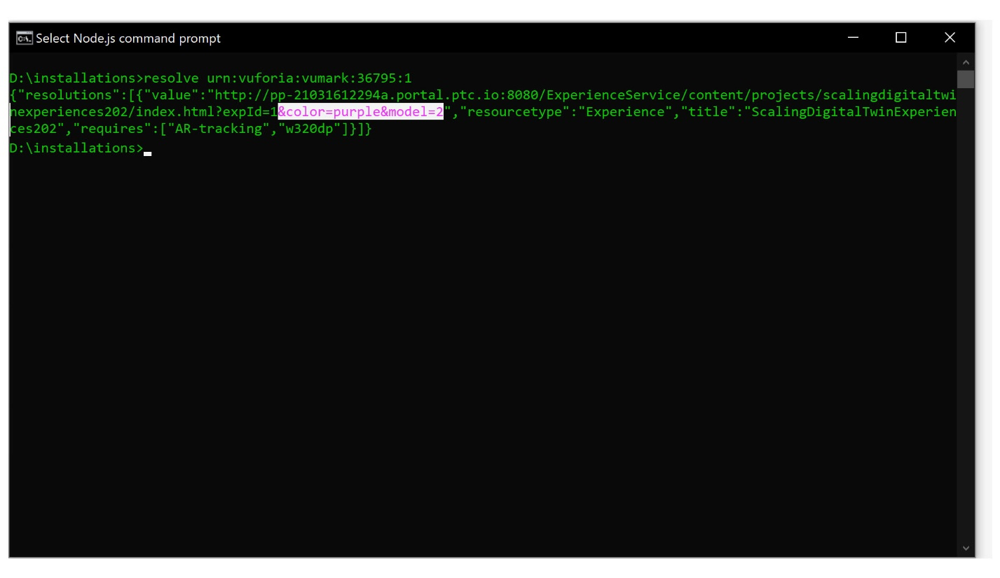 Select Node.js command prompt
D:\installations>resolve urn:vuforia:vumark:36795:1
{"resolutions":[{"value":"http://pp-21031612294a.portal.ptc.io:8080/ExperienceService/content/projects/scalingdigitaltwi
nexperiences202/index.html?expId=1&color=purple&model=2","resourcetype":"Experience","title":"ScalingDigitalTwinExperien
ces202","requires":["AR-tracking","w320dp"]}]}
D:\installations>